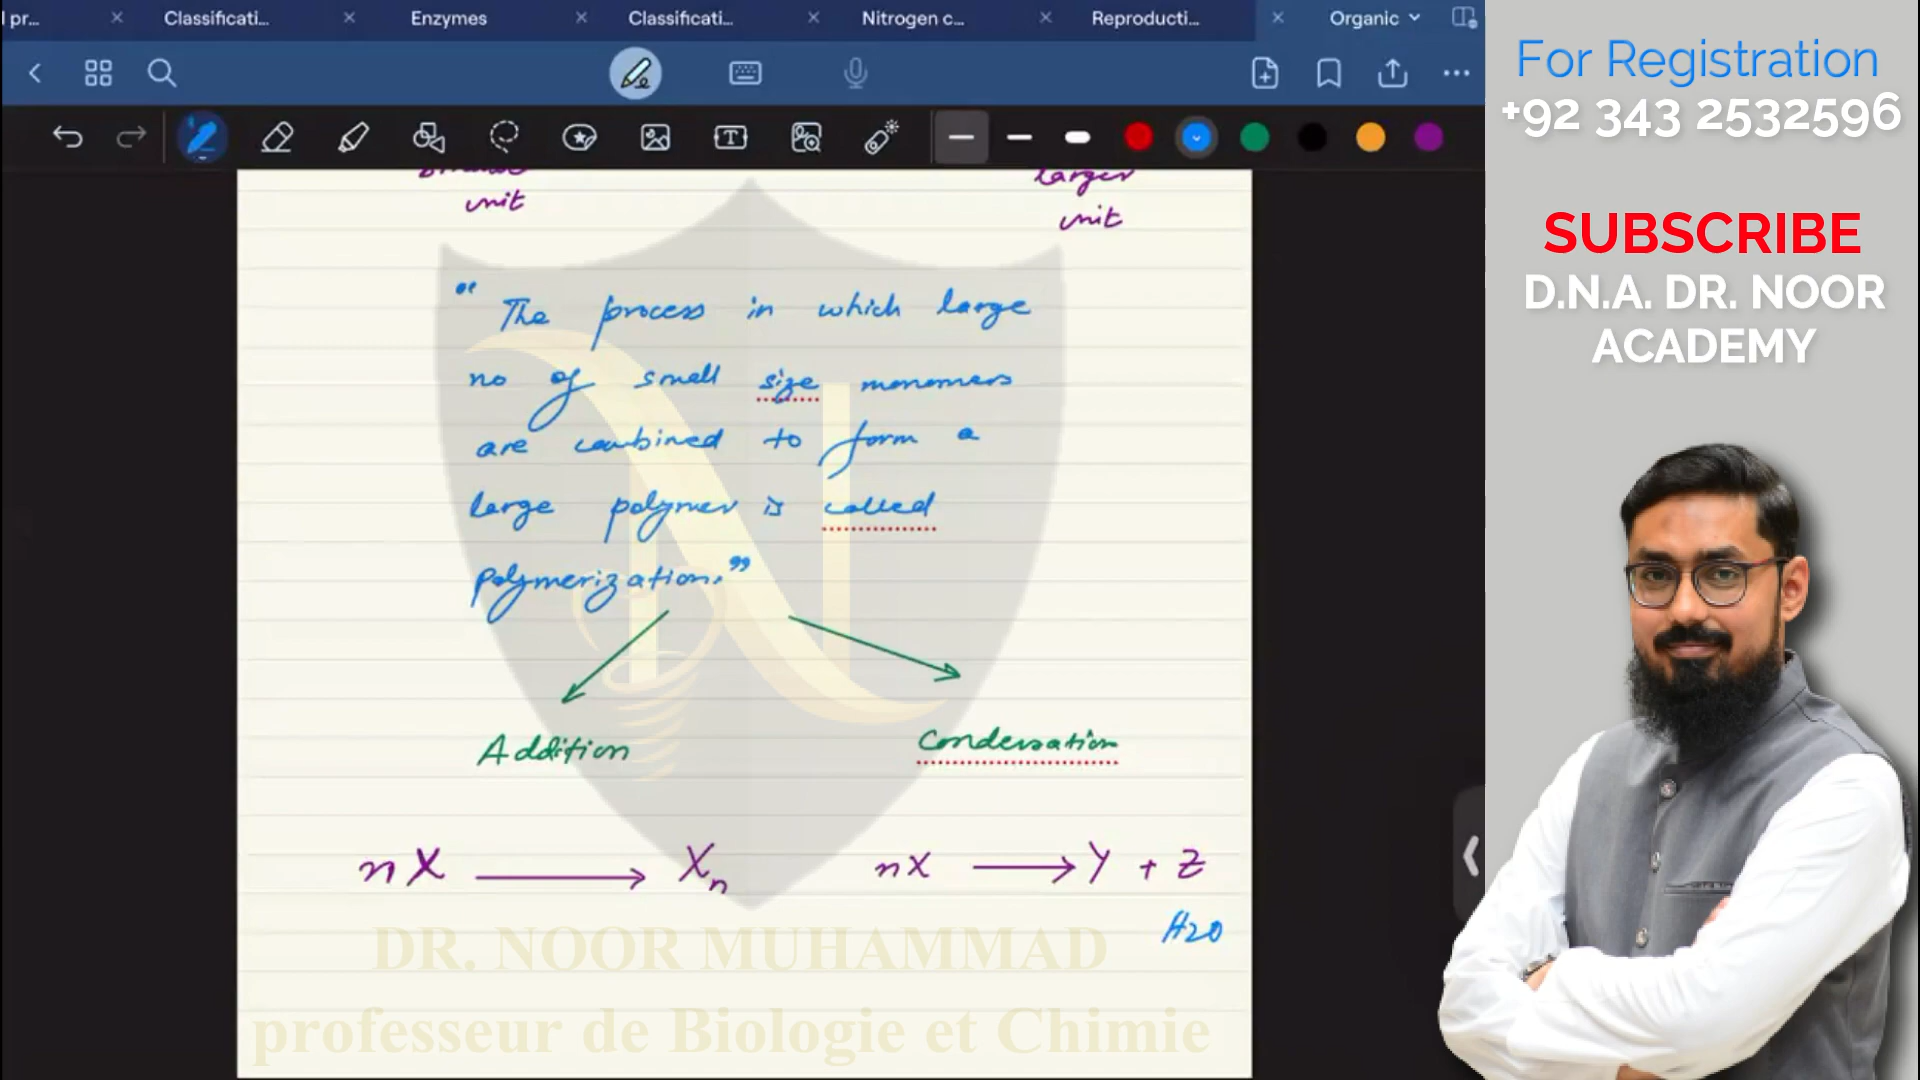 l pr...
Classificati...
Enzymes
Classificati...
Nitrogen c...
Reproducti...
Organic
For Registration
+92 343 2532596
SUBSCRIBE
D.N.A. DR. NOOR
ACADEMY
unit
larger
unit
" The process in which large
no of small size monomers
are combined to form a
large polymer is called
polymerization."
Addition
Condensation
nX ⟶ Xn
nX ⟶ Y + Z
H2O
DR. NOOR MUHAMMAD
professeur de Biologie et Chimie